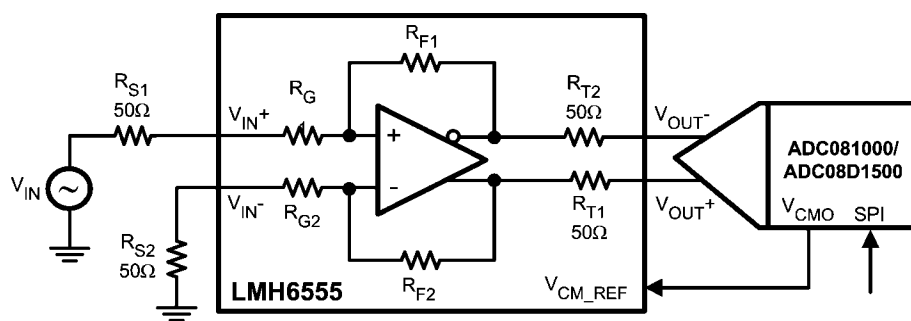 R_F1
R_S1
50Ω
V_IN+
R_G
R_T2
50Ω
V_OUT-
+
ADC081000/
ADC08D1500
V_IN
V_IN-
R_G2
-
R_T1
50Ω
V_OUT+
V_CMO
SPI
R_S2
50Ω
R_F2
LMH6555
V_CM_REF